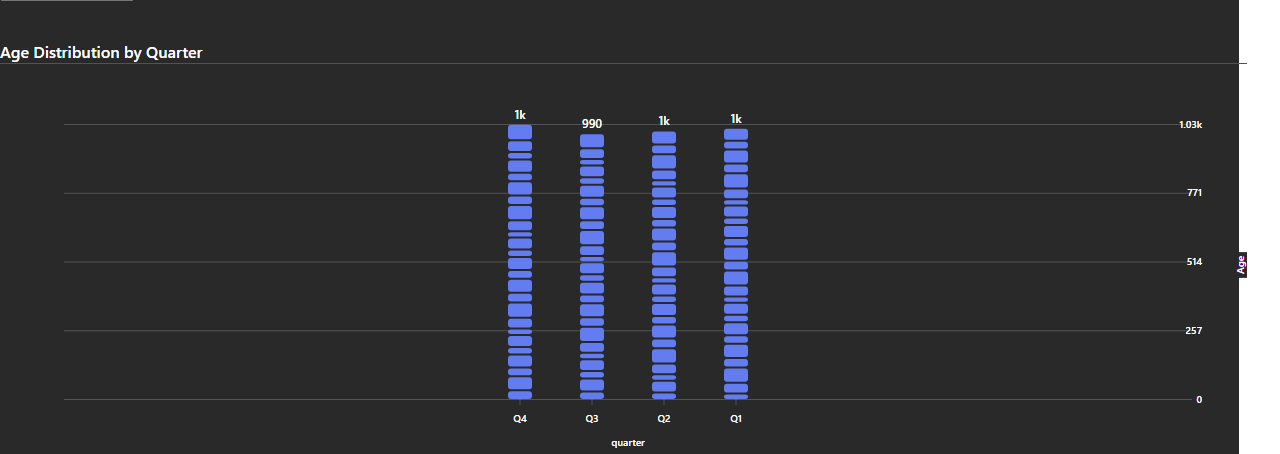 Age Distribution by Quarter
1k
990
1k
1k
1.03k
771
514
257
0
Age
Q4
Q3
Q2
Q1
quarter